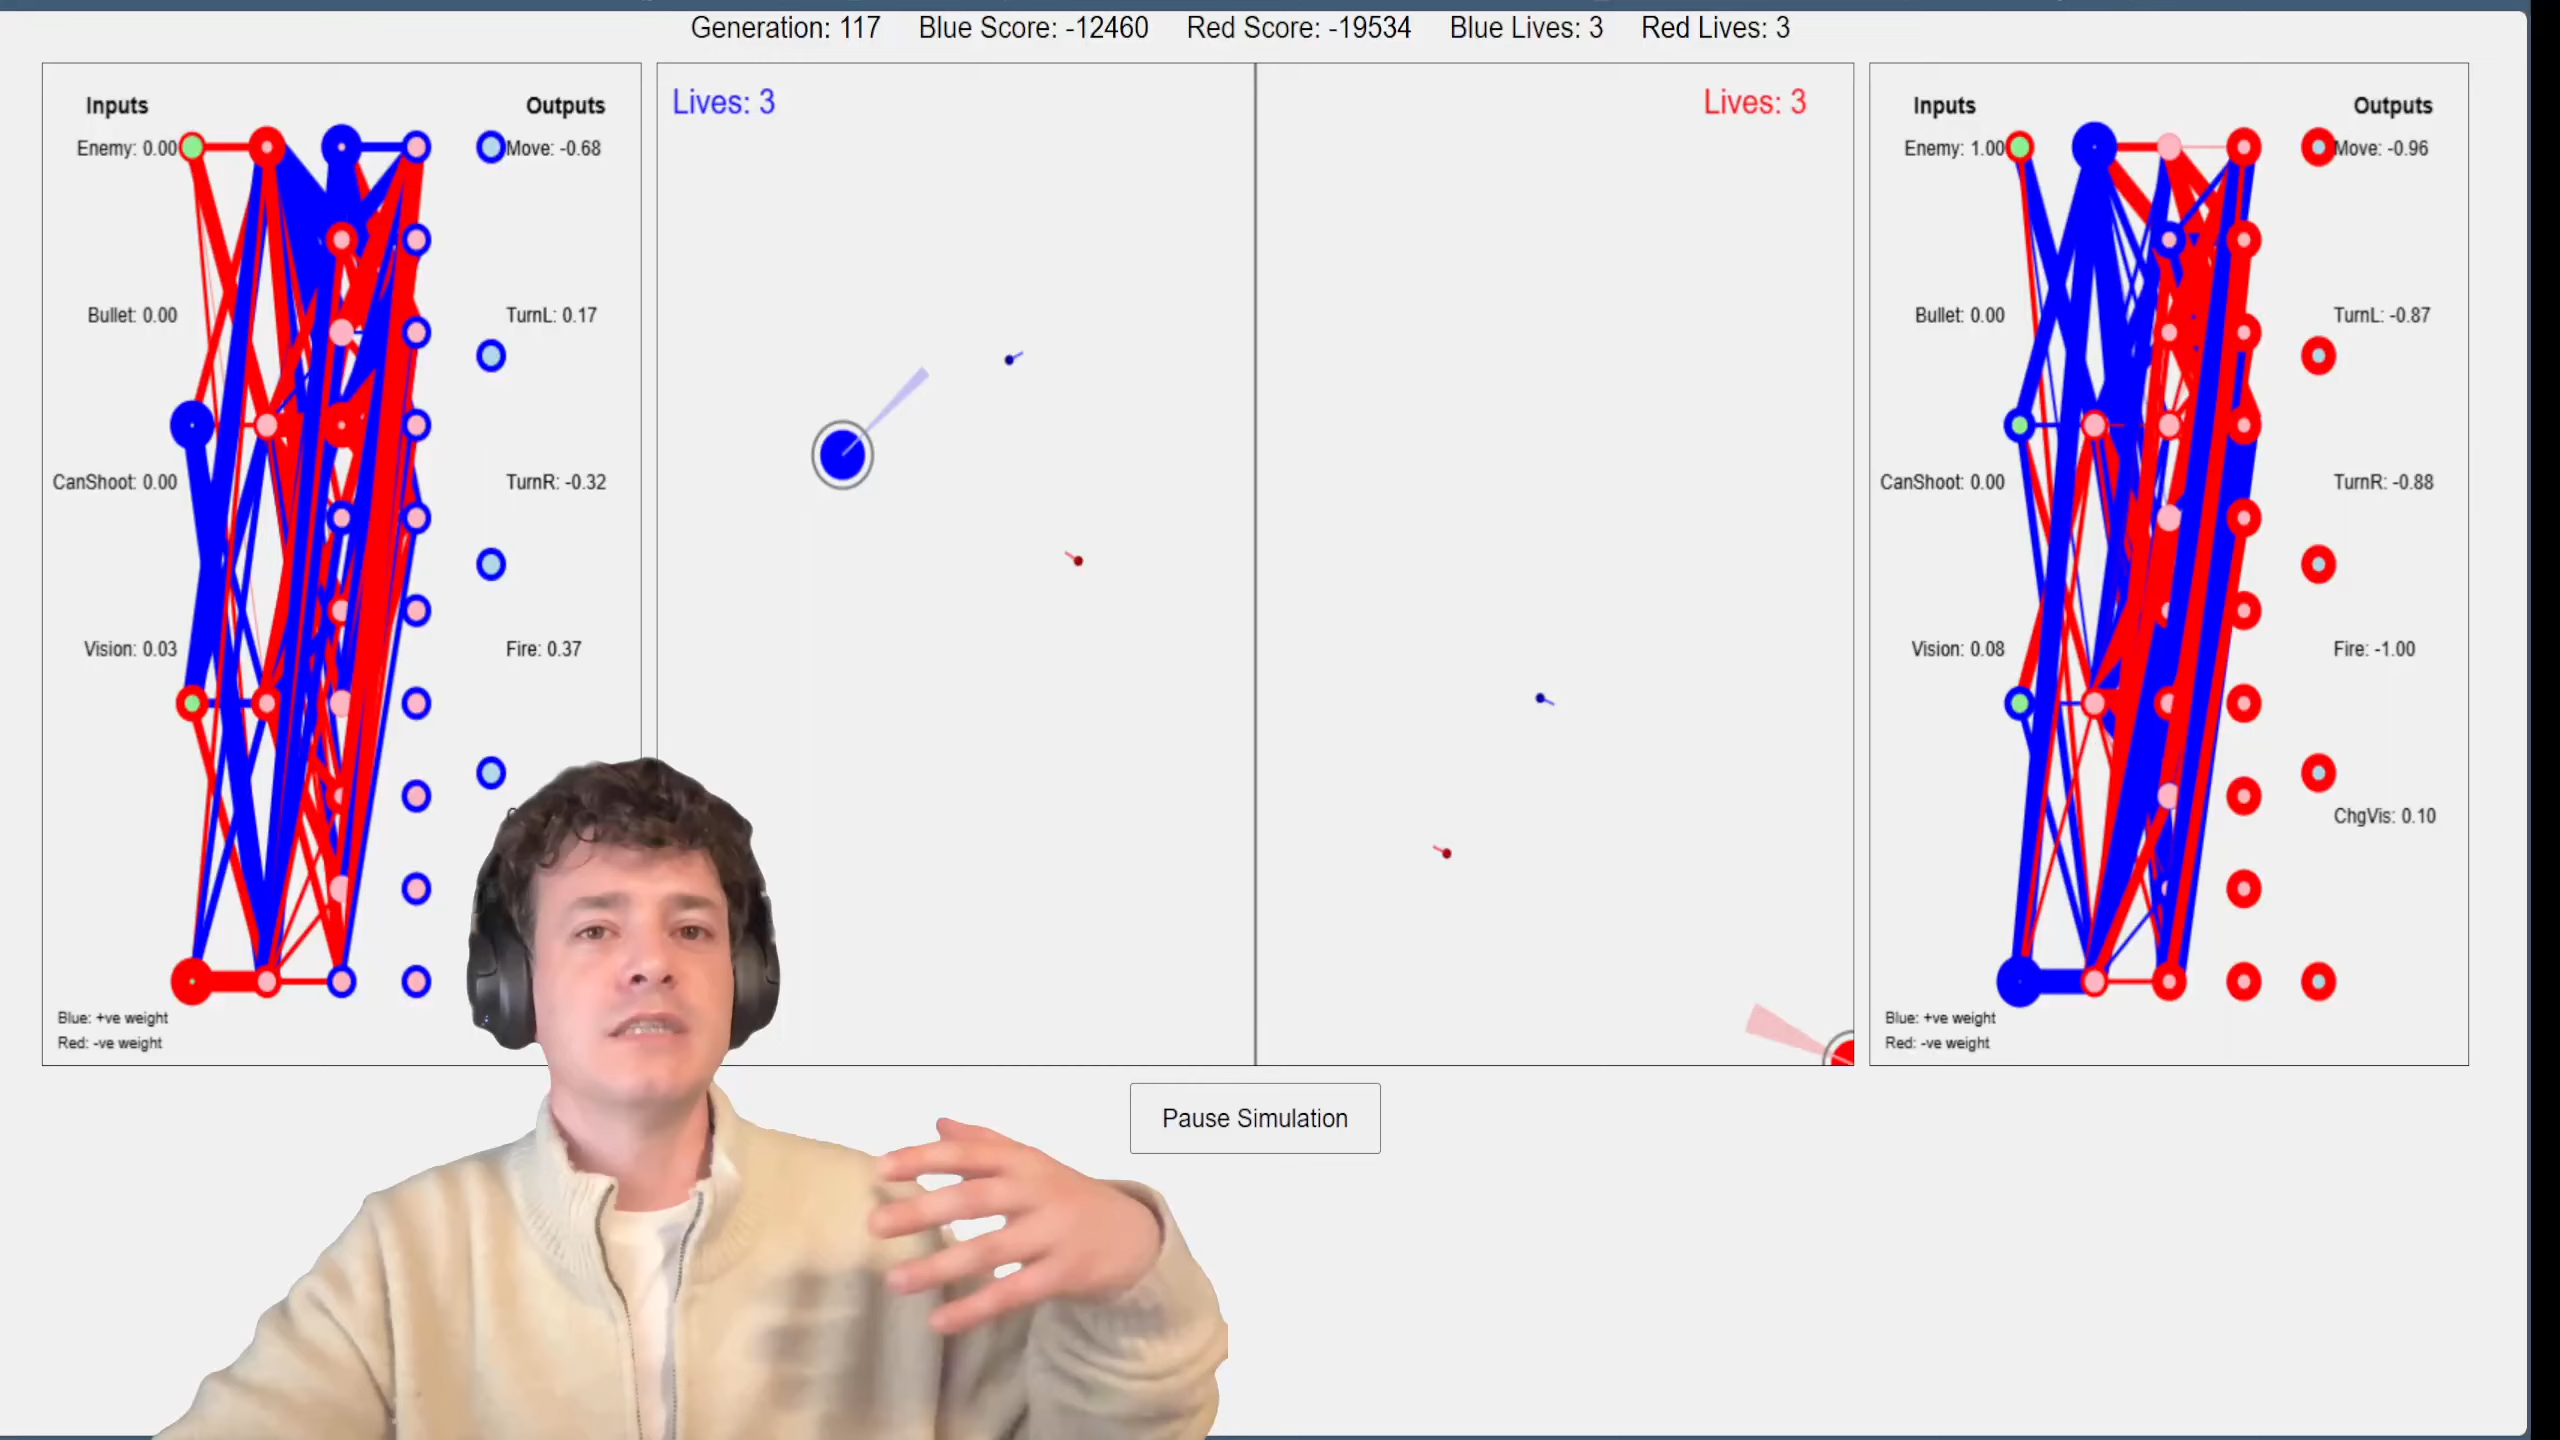 Generation: 117 Blue Score: -12460 Red Score: -19534 Blue Lives: 3 Red Lives: 3
Inputs
Outputs
Enemy: 0.00
Move: -0.68
Bullet: 0.00
TurnL: 0.17
CanShoot: 0.00
TurnR: -0.32
Vision: 0.03
Fire: 0.37
Blue: +ve weight
Red: -ve weight
Lives: 3
Lives: 3
Inputs
Outputs
Enemy: 1.00
Move: -0.96
Bullet: 0.00
TurnL: -0.87
CanShoot: 0.00
TurnR: -0.88
Vision: 0.08
Fire: -1.00
ChgVis: 0.10
Blue: +ve weight
Red: -ve weight
Pause Simulation